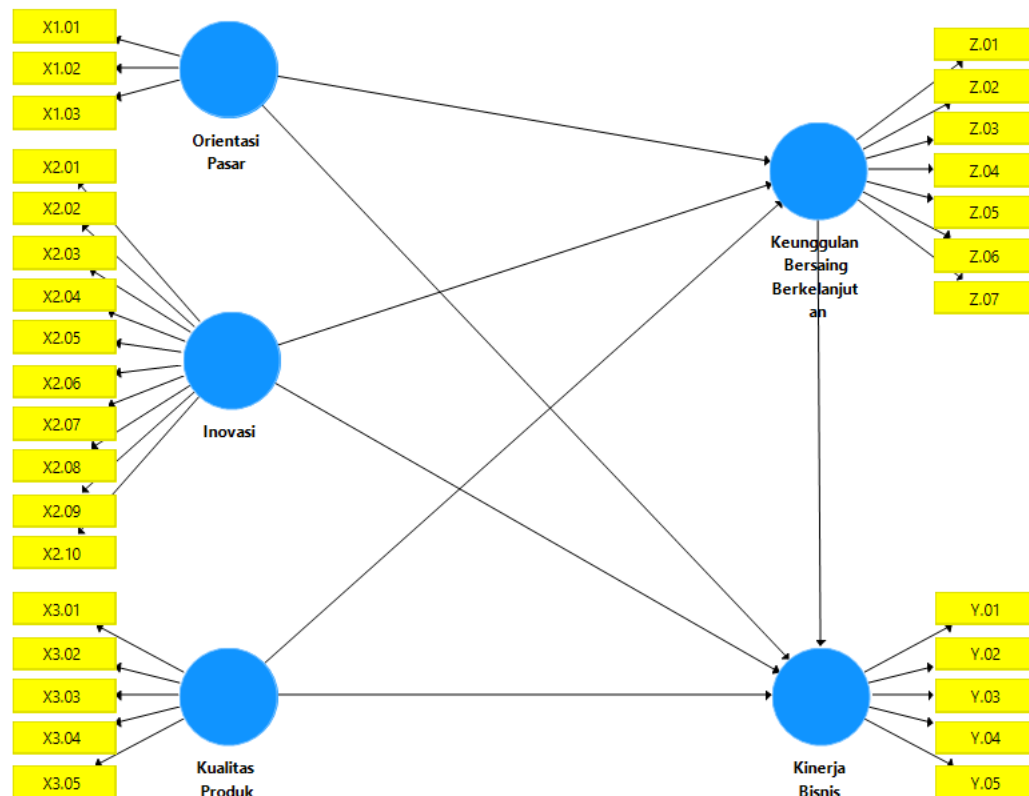 X1.01
X1.02
X1.03
Orientasi
Pasar
X2.01
X2.02
X2.03
X2.04
X2.05
X2.06
X2.07
X2.08
X2.09
X2.10
Inovasi
X3.01
X3.02
X3.03
X3.04
X3.05
Kualitas
Produk
Z.01
Z.02
Z.03
Z.04
Z.05
Z.06
Z.07
Keunggulan
Bersaing
Berkelanjut
an
Y.01
Y.02
Y.03
Y.04
Y.05
Kinerja
Bisnis